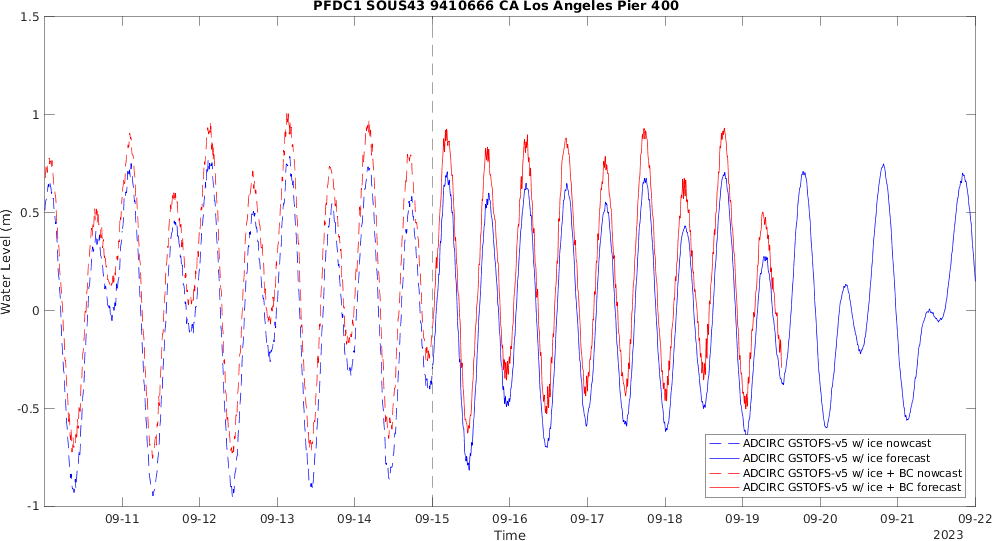 PFDC1 SOUS43 9410666 CA Los Angeles Pier 400
1.5
1
0.5
0
-0.5
-1
Water Level (m)
09-11 09-12 09-13 09-14 09-15 09-16 09-17 09-18 09-19 09-20 09-21 09-22
Time
2023
ADCIRC GSTOFS-v5 w/ ice nowcast
ADCIRC GSTOFS-v5 w/ ice forecast
ADCIRC GSTOFS-v5 w/ ice + BC nowcast
ADCIRC GSTOFS-v5 w/ ice + BC forecast